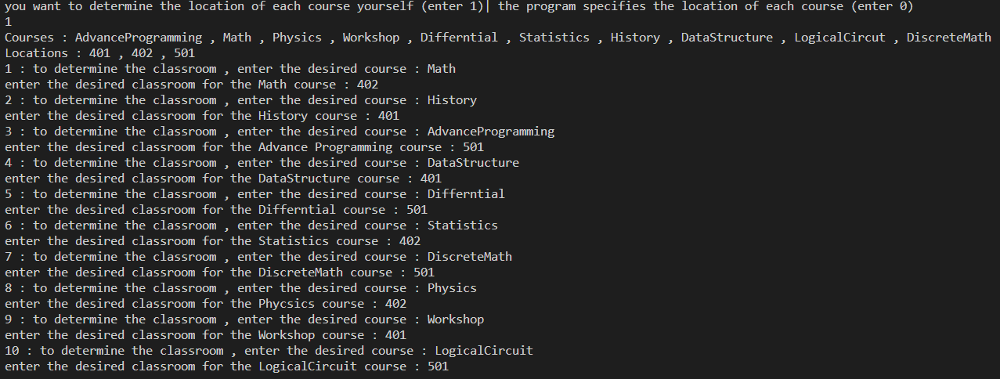 you want to determine the location of each course yourself (enter 1)| the program specifies the location of each course (enter 0)
1
Courses : AdvanceProgramming , Math , Physics , Workshop , Differntial , Statistics , History , DataStructure , LogicalCircut , DiscreteMath
Locations : 401 , 402 , 501
1 : to determine the classroom , enter the desired course : Math
enter the desired classroom for the Math course : 402
2 : to determine the classroom , enter the desired course : History
enter the desired classroom for the History course : 401
3 : to determine the classroom , enter the desired course : AdvanceProgramming
enter the desired classroom for the Advance Programming course : 501
4 : to determine the classroom , enter the desired course : DataStructure
enter the desired classroom for the DataStructure course : 401
5 : to determine the classroom , enter the desired course : Differntial
enter the desired classroom for the Differntial course : 501
6 : to determine the classroom , enter the desired course : Statistics
enter the desired classroom for the Statistics course : 402
7 : to determine the classroom , enter the desired course : DiscreteMath
enter the desired classroom for the DiscreteMath course : 501
8 : to determine the classroom , enter the desired course : Physics
enter the desired classroom for the Phycsics course : 402
9 : to determine the classroom , enter the desired course : Workshop
enter the desired classroom for the Workshop course : 401
10 : to determine the classroom , enter the desired course : LogicalCircuit
enter the desired classroom for the LogicalCircuit course : 501